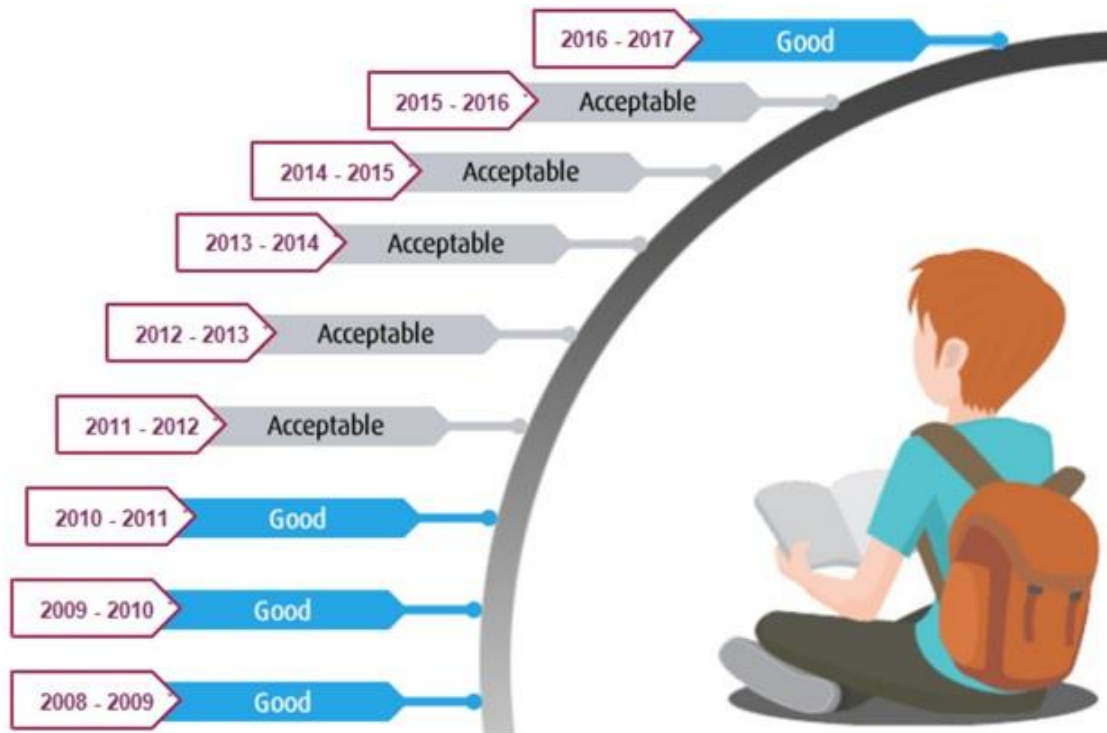 2016 - 2017 Good
2015 - 2016 Acceptable
2014 - 2015 Acceptable
2013 - 2014 Acceptable
2012 - 2013 Acceptable
2011 - 2012 Acceptable
2010 - 2011 Good
2009 - 2010 Good
2008 - 2009 Good